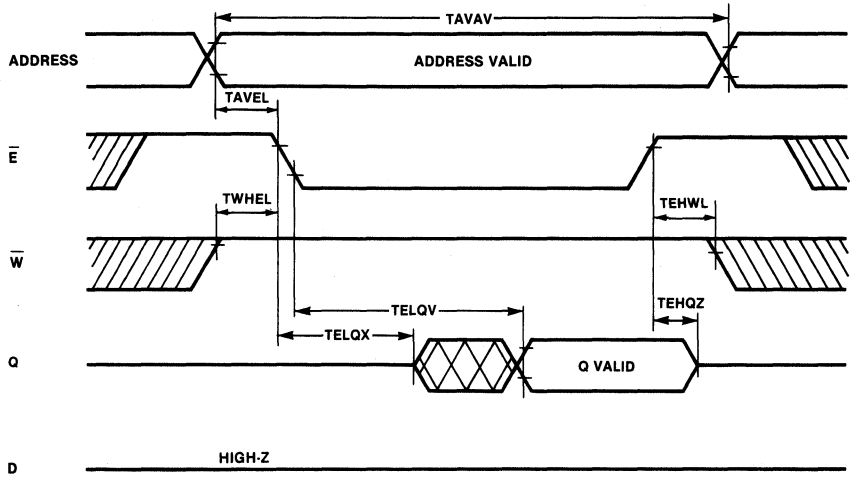 TAVAV
ADDRESS
ADDRESS VALID
TAVEL
E
TWHEL
TEHWL
W
TELQV
TEHQZ
TELQX
Q
Q VALID
HIGH-Z
D